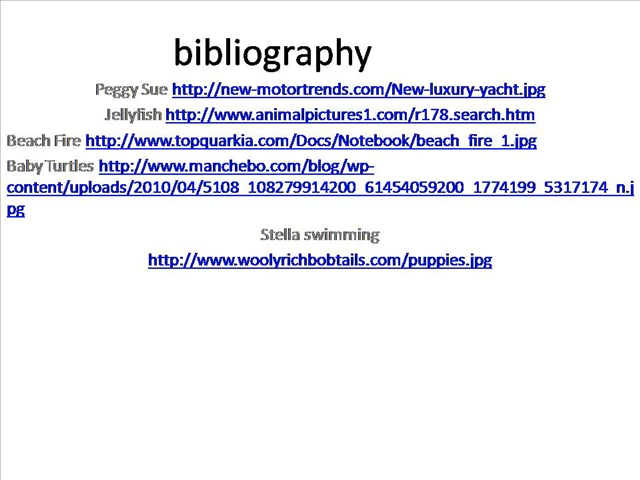 bibliography
Peggy Sue http://new-motortrends.com/New-luxury-yacht.jpg
Jellyfish http://www.animalpictures1.com/r178.search.htm
Beach Fire http://www.topquarkia.com/Docs/Notebook/beach_fire_1.jpg
Baby Turtles http://www.manchebo.com/blog/wp-
content/uploads/2010/04/5108_108279914200_61454059200_1774199_5317174_n.j
pg
Stella swimming
http://www.woolyrichbobtails.com/puppies.jpg